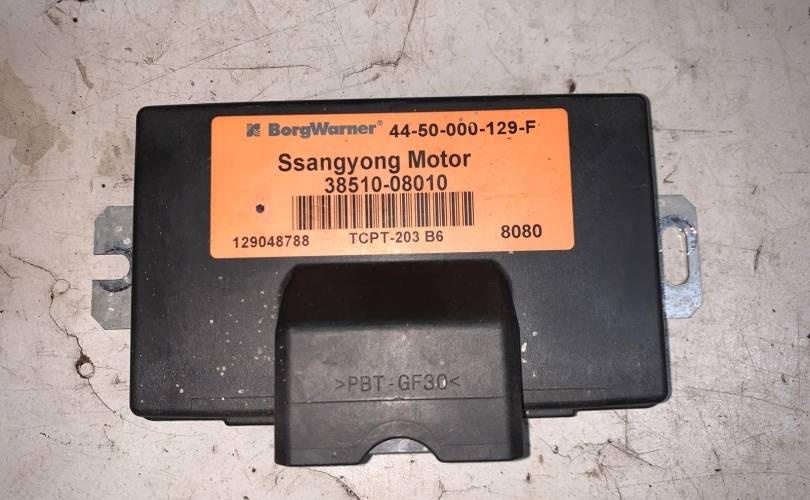 BorgWarner® 44-50-000-129-F
Ssangyong Motor
38510-08010
129048788 TCPT-203 B6 8080
>PBT-GF30<